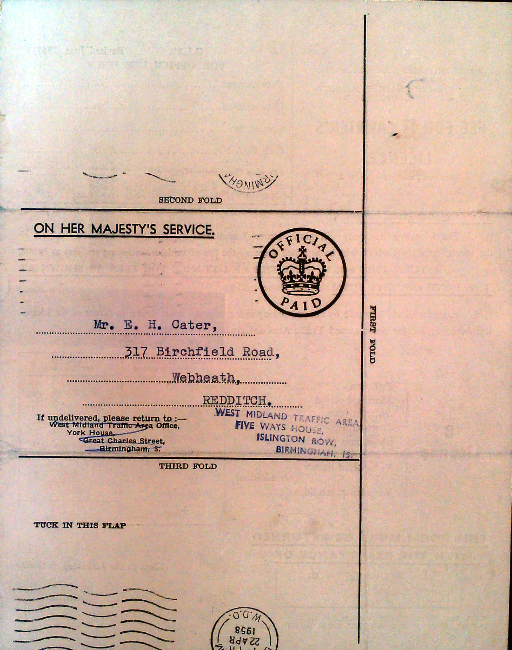 SECOND FOLD
ON HER MAJESTY'S SERVICE.
OFFICIAL
PAID
Mr. E. H. Cater,
317 Birchfield Road,
Webheath,
REDDITCH.
FIRST FOLD
If undelivered, please return to :—
West Midland Traffic Area Office,
York House,
Great Charles Street,
Birmingham, 3.
WEST MIDLAND TRAFFIC AREA
FIVE WAYS HOUSE,
ISLINGTON ROW,
BIRMINGHAM, 15.
THIRD FOLD
TUCK IN THIS FLAP
W.D.O.
1958
22 APR